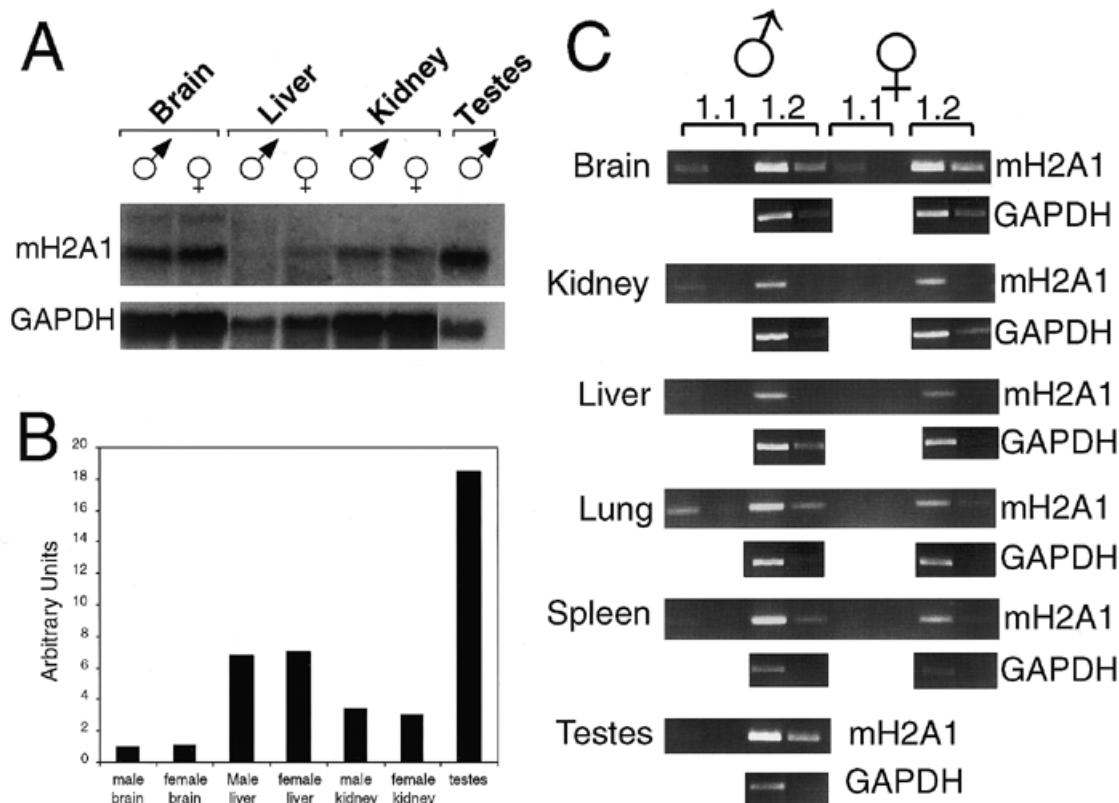 A
Brain Liver Kidney Testes
♂ ♀ ♂ ♀ ♂ ♀ ♂
mH2A1
GAPDH
B
20
18
16
14
12
10
8
6
4
2
0
Arbitrary Units
male brain
female brain
Male liver
female liver
male kidney
female kidney
testes
C
♂ ♀
1.1 1.2 1.1 1.2
Brain mH2A1
GAPDH
Kidney mH2A1
GAPDH
Liver mH2A1
GAPDH
Lung mH2A1
GAPDH
Spleen mH2A1
GAPDH
Testes mH2A1
GAPDH